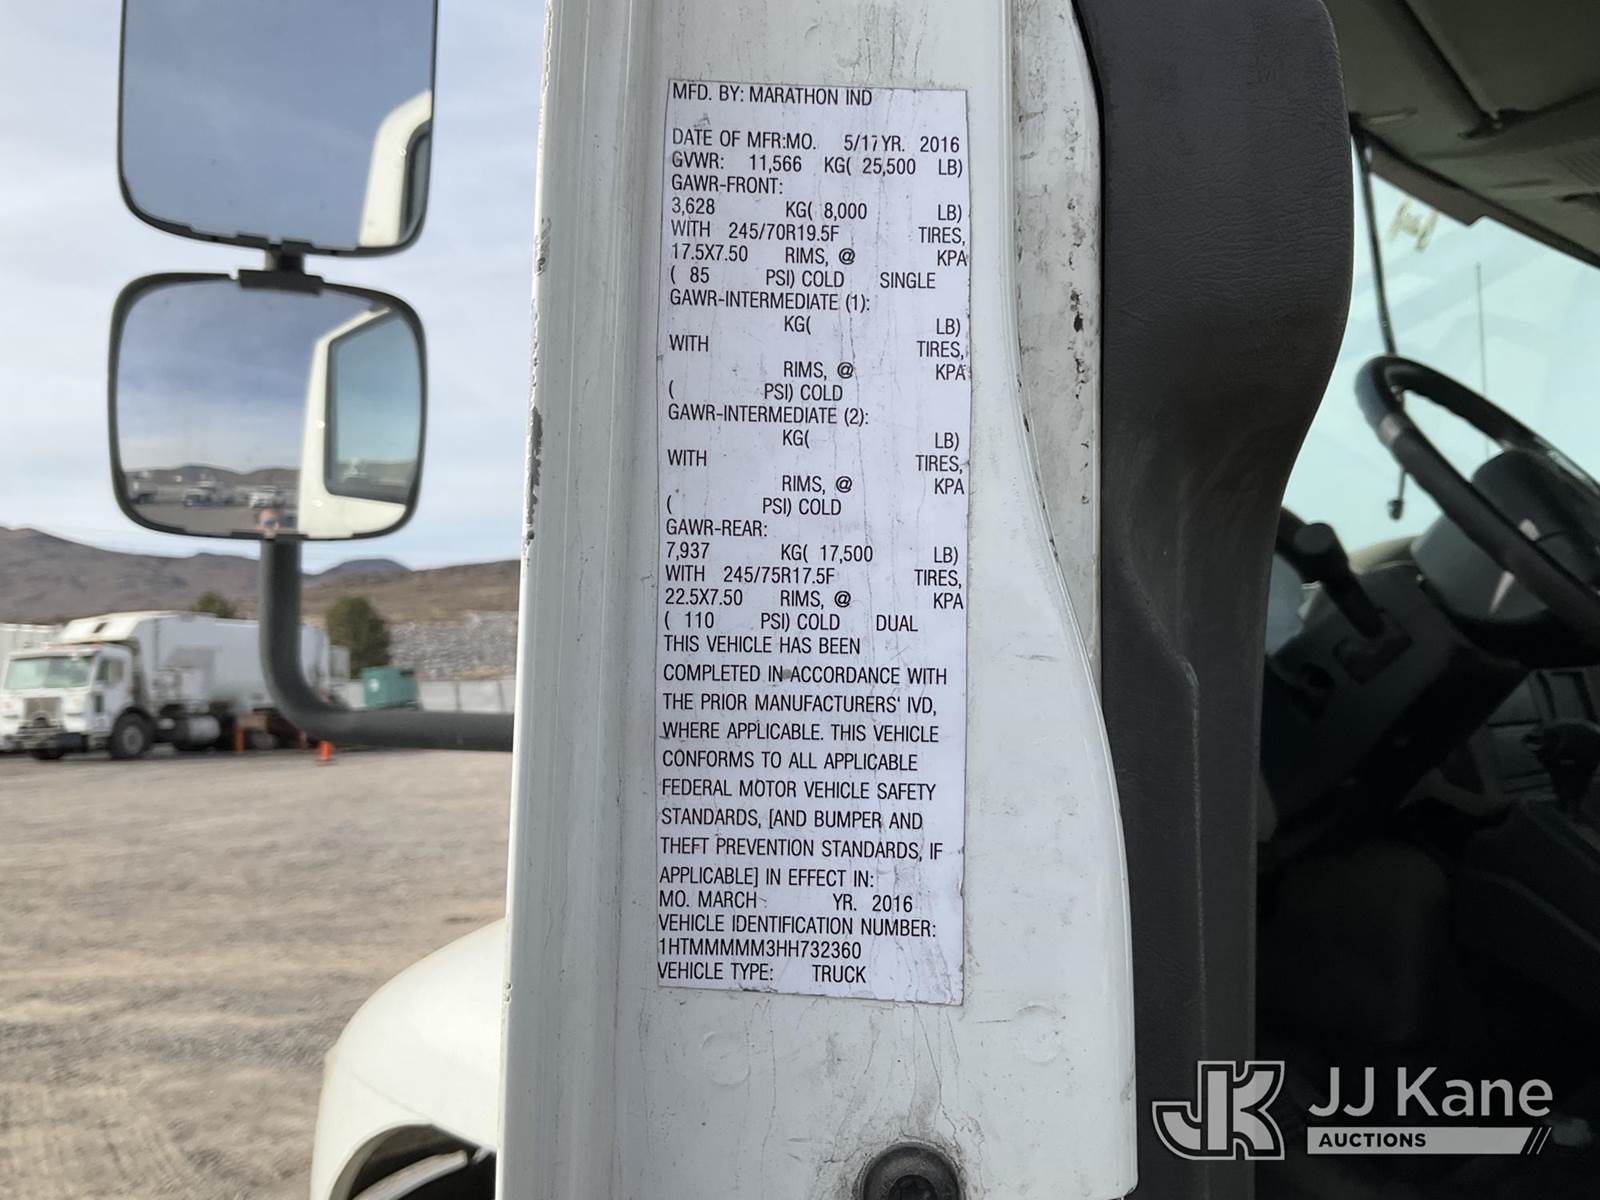 MFD. BY: MARATHON IND
DATE OF MFR:MO. 5/17 YR. 2016
GVWR: 11,566 KG( 25,500 LB)
GAWR-FRONT:
3,628 KG( 8,000 LB)
WITH 245/70R19.5F TIRES,
17.5X7.50 RIMS, @ KPA
( 85 PSI) COLD SINGLE
GAWR-INTERMEDIATE (1):
KG( LB)
WITH TIRES,
RIMS, @ KPA
( PSI) COLD
GAWR-INTERMEDIATE (2):
KG( LB)
WITH TIRES,
RIMS, @ KPA
( PSI) COLD
GAWR-REAR:
7,937 KG( 17,500 LB)
WITH 245/75R17.5F TIRES,
22.5X7.50 RIMS, @ KPA
( 110 PSI) COLD DUAL
THIS VEHICLE HAS BEEN
COMPLETED IN ACCORDANCE WITH
THE PRIOR MANUFACTURERS' IVD,
WHERE APPLICABLE. THIS VEHICLE
CONFORMS TO ALL APPLICABLE
FEDERAL MOTOR VEHICLE SAFETY
STANDARDS, [AND BUMPER AND
THEFT PREVENTION STANDARDS, IF
APPLICABLE] IN EFFECT IN:
MO. MARCH YR. 2016
VEHICLE IDENTIFICATION NUMBER:
1HTMMMMM3HH732360
VEHICLE TYPE: TRUCK
JK JJ Kane
AUCTIONS